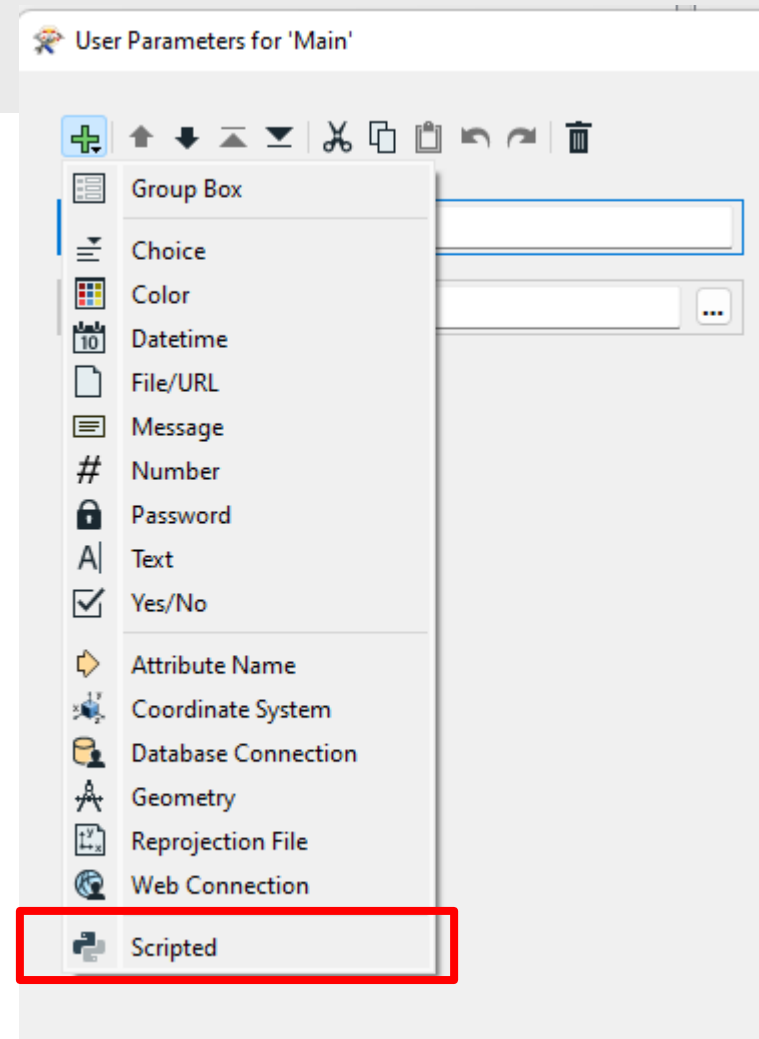 User Parameters for 'Main'
Group Box
Choice
Color
10
Datetime
File/URL
Message
#
Number
Password
A|
Text
Yes/No
Attribute Name
Coordinate System
Database Connection
Geometry
Reprojection File
Web Connection
Scripted
...